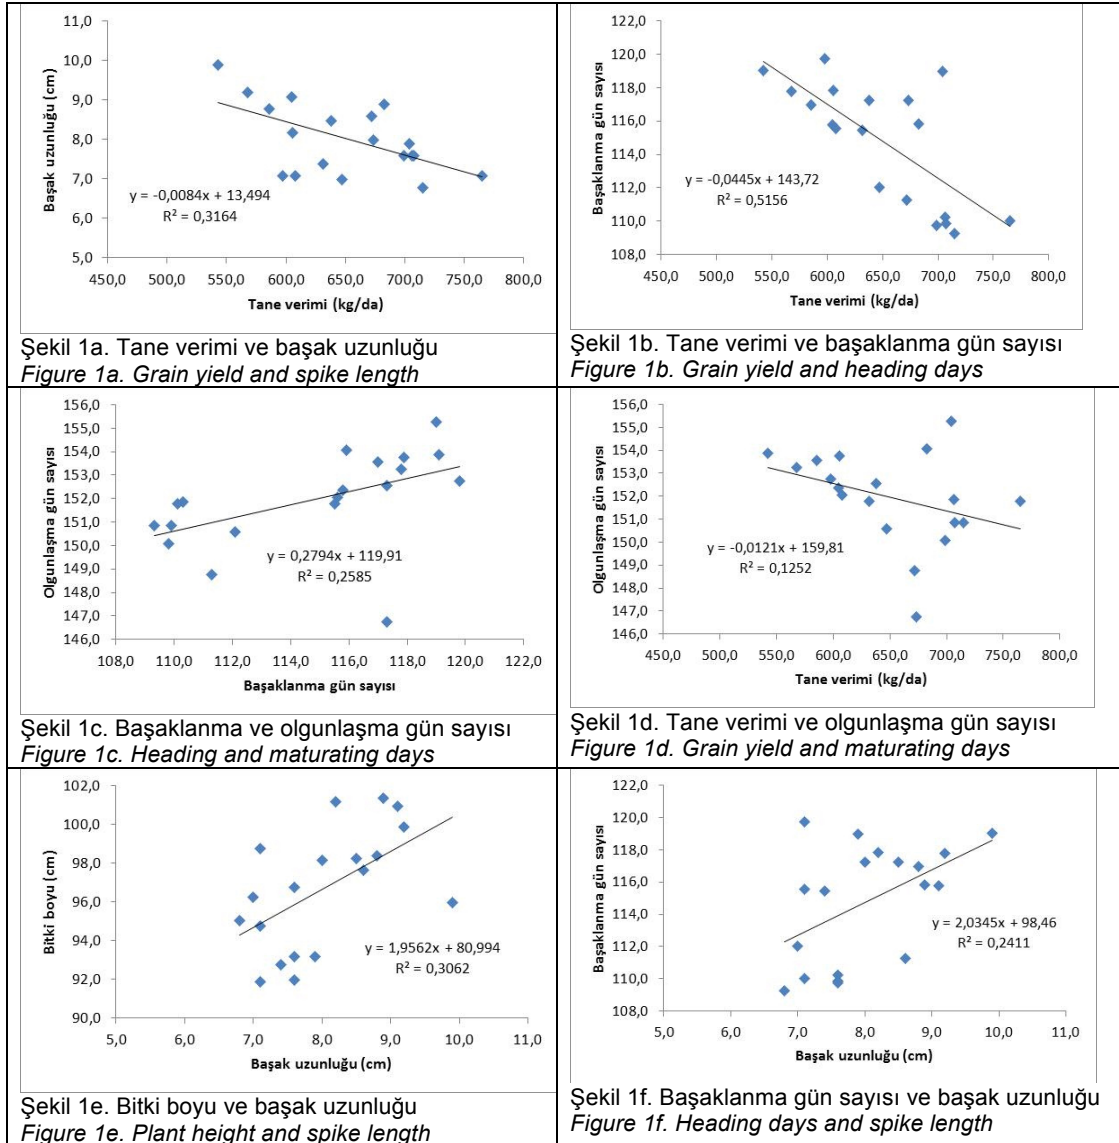 11,0
10,0
9,0
8,0
7,0
6,0
5,0
Başak uzunluğu (cm)
y = -0,0084x + 13,494
R² = 0,3164
450,0 500,0 550,0 600,0 650,0 700,0 750,0 800,0
Tane verimi (kg/da)
Şekil 1a. Tane verimi ve başak uzunluğu
Figure 1a. Grain yield and spike length
122,0
120,0
118,0
116,0
114,0
112,0
110,0
108,0
Başaklanma gün sayısı
y = -0,0445x + 143,72
R² = 0,5156
450,0 500,0 550,0 600,0 650,0 700,0 750,0 800,0
Tane verimi (kg/da)
Şekil 1b. Tane verimi ve başaklanma gün sayısı
Figure 1b. Grain yield and heading days
156,0
155,0
154,0
153,0
152,0
151,0
150,0
149,0
148,0
147,0
146,0
Olgunlaşma gün sayısı
y = 0,2794x + 119,91
R² = 0,2585
108,0 110,0 112,0 114,0 116,0 118,0 120,0 122,0
Başaklanma gün sayısı
Şekil 1c. Başaklanma ve olgunlaşma gün sayısı
Figure 1c. Heading and maturating days
156,0
155,0
154,0
153,0
152,0
151,0
150,0
149,0
148,0
147,0
146,0
Olgunlaşma gün sayısı
y = -0,0121x + 159,81
R² = 0,1252
450,0 500,0 550,0 600,0 650,0 700,0 750,0 800,0
Tane verimi (kg/da)
Şekil 1d. Tane verimi ve olgunlaşma gün sayısı
Figure 1d. Grain yield and maturating days
102,0
100,0
98,0
96,0
94,0
92,0
90,0
Bitki boyu (cm)
y = 1,9562x + 80,994
R² = 0,3062
5,0 6,0 7,0 8,0 9,0 10,0 11,0
Başak uzunluğu (cm)
Şekil 1e. Bitki boyu ve başak uzunluğu
Figure 1e. Plant height and spike length
122,0
120,0
118,0
116,0
114,0
112,0
110,0
108,0
Başaklanma gün sayısı
y = 2,0345x + 98,46
R² = 0,2411
5,0 6,0 7,0 8,0 9,0 10,0 11,0
Başak uzunluğu (cm)
Şekil 1f. Başaklanma gün sayısı ve başak uzunluğu
Figure 1f. Heading days and spike length